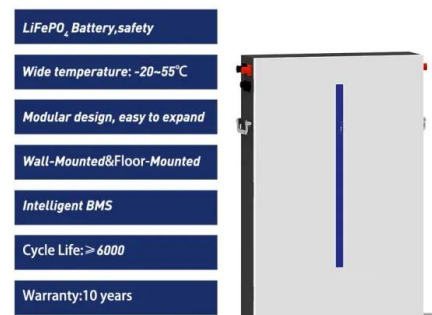 LiFePO₄ Battery,safety
Wide temperature: -20~55℃
Modular design, easy to expand
Wall-Mounted&Floor-Mounted
Intelligent BMS
Cycle Life:≥6000
Warranty:10 years